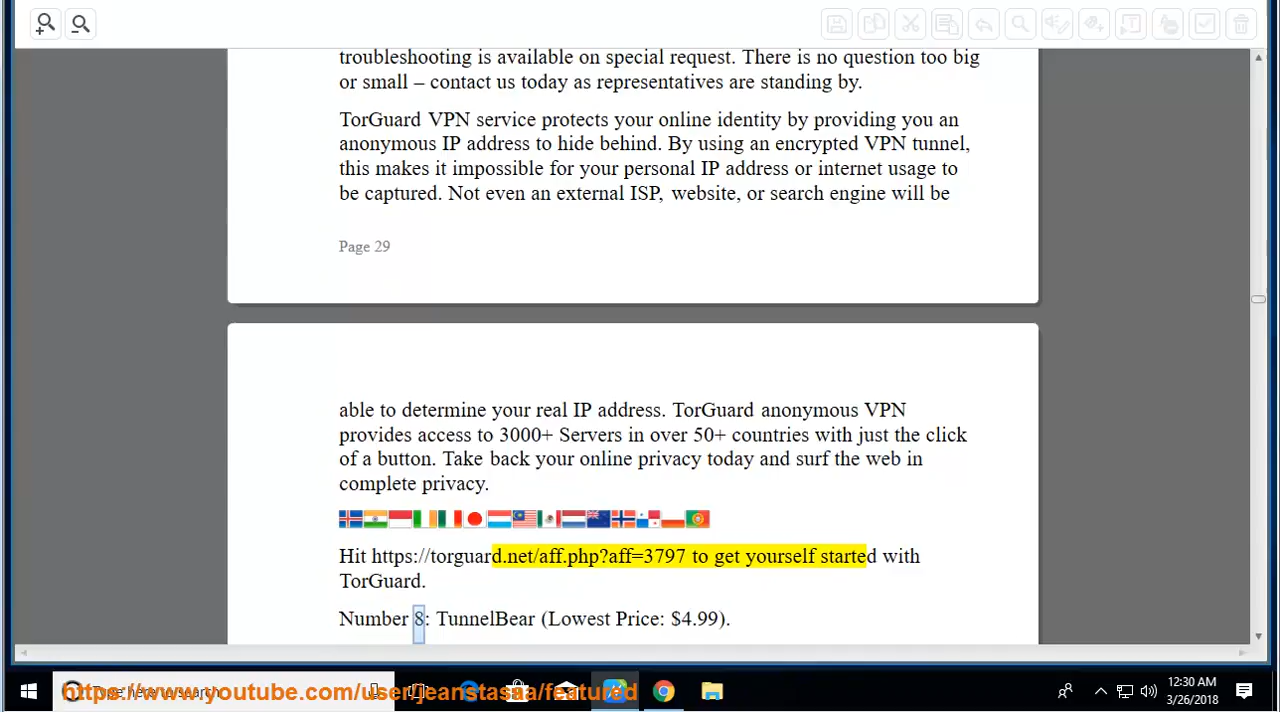 troubleshooting is available on special request. There is no question too big
or small – contact us today as representatives are standing by.
TorGuard VPN service protects your online identity by providing you an
anonymous IP address to hide behind. By using an encrypted VPN tunnel,
this makes it impossible for your personal IP address or internet usage to
be captured. Not even an external ISP, website, or search engine will be
Page 29
able to determine your real IP address. TorGuard anonymous VPN
provides access to 3000+ Servers in over 50+ countries with just the click
of a button. Take back your online privacy today and surf the web in
complete privacy.
Hit https://torguard.net/aff.php?aff=3797 to get yourself started with
TorGuard.
Number 8: TunnelBear (Lowest Price: $4.99).
Type here to search
https://www.youtube.com/user/jeanstasaa/featured
12:30 AM
3/26/2018